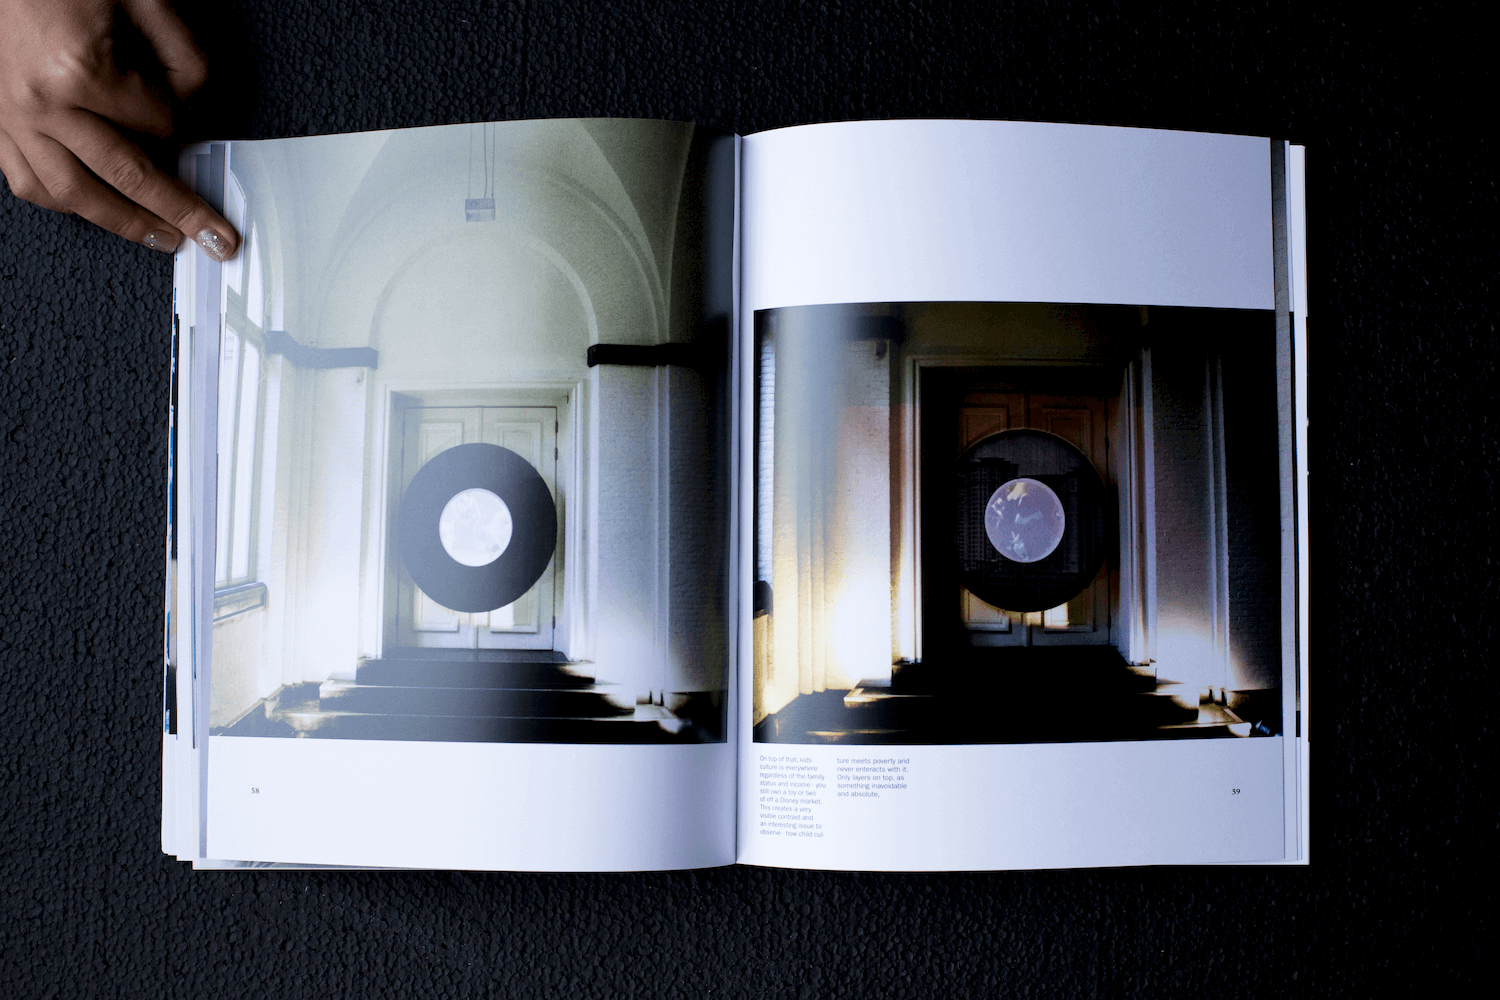 58
On top of that, kids
culture is everywhere
regardless of the family
status and income - you
still own a toy or two
of off a Disney market.
This creates a very
visible contrast and
an interesting issue to
observe - how child cul-
ture meets poverty and
never enteracts with it.
Only layers on top, as
something inavoidable
and absolute.
59